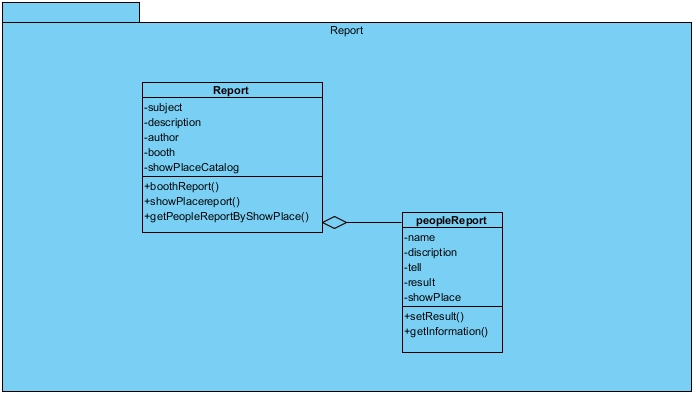 Report
Report
-subject
-description
-author
-booth
-showPlaceCatalog
+boothReport()
+showPlacereport()
+getPeopleReportByShowPlace()
peopleReport
-name
-discription
-tell
-result
-showPlace
+setResult()
+getInformation()